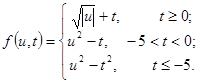 f(u,t) = { √|u| + t, t ≥ 0;
u² − t, −5 < t < 0;
u² − t², t ≤ −5.